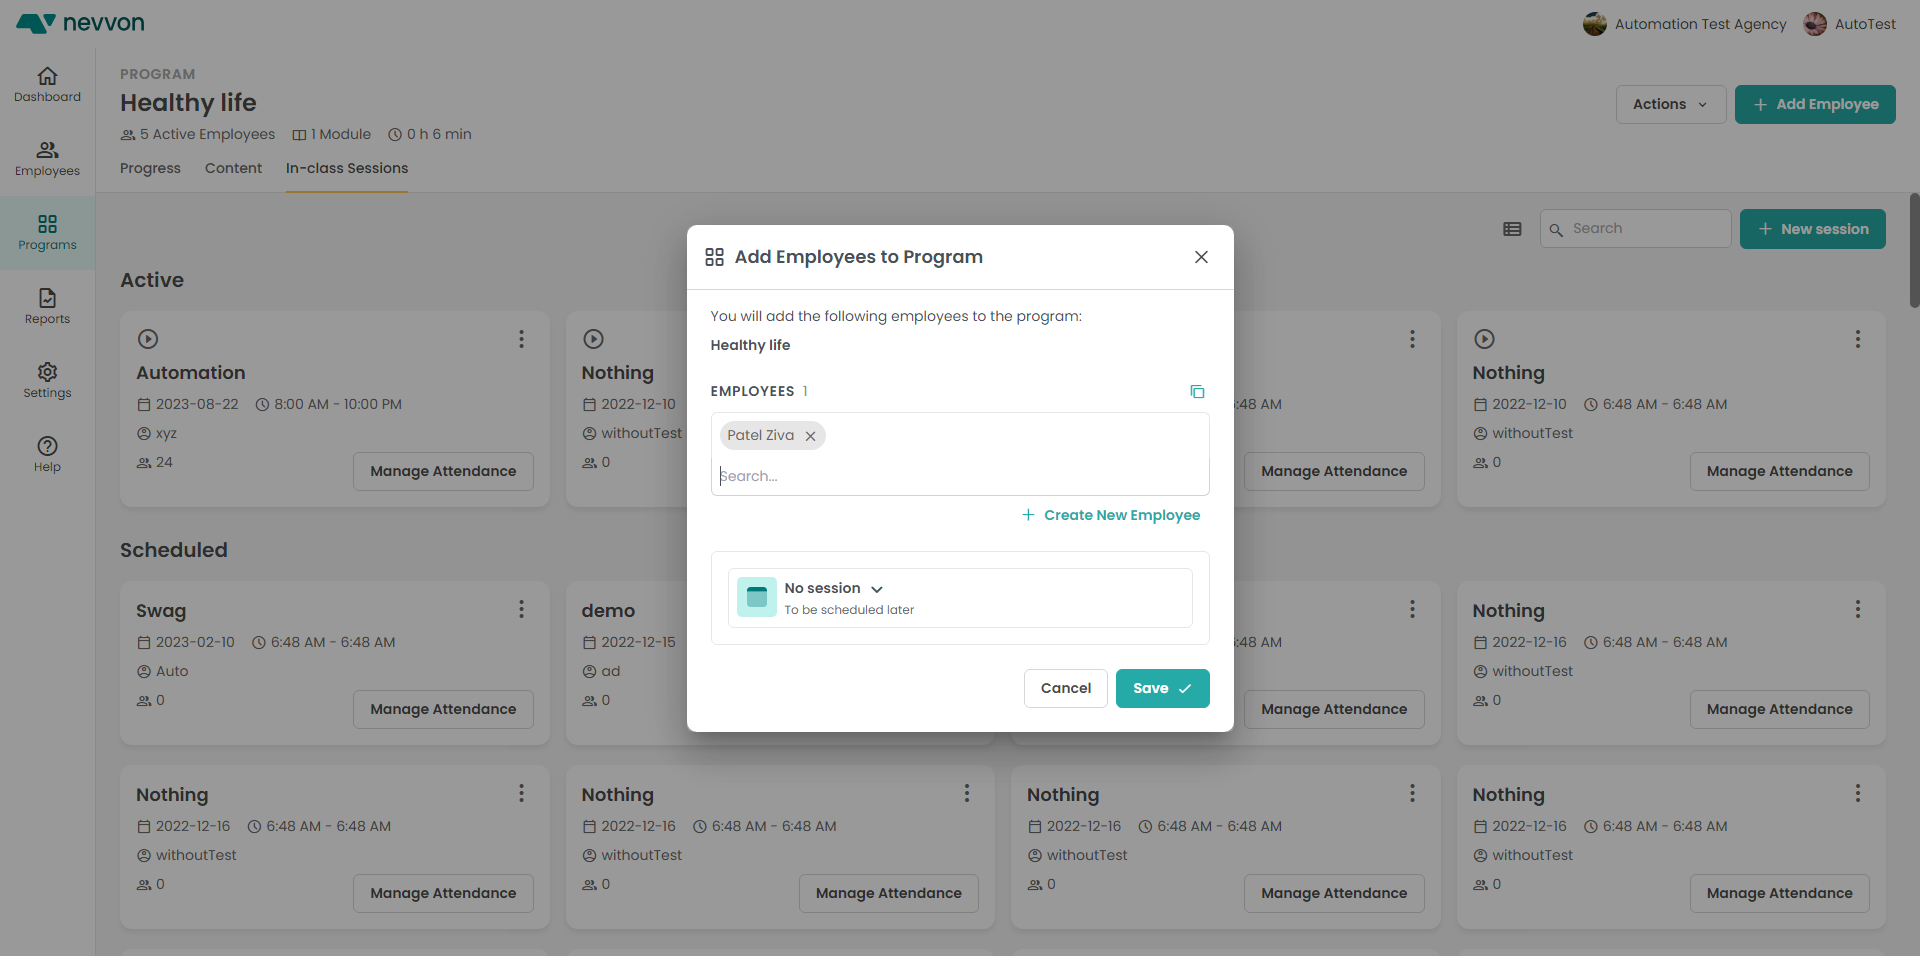 nevvon
Automation Test Agency
AutoTest
Dashboard
Employees
Programs
Reports
Settings
Help
PROGRAM
Healthy life
5 Active Employees
1 Module
0 h 6 min
Actions
Add Employee
Progress
Content
In-class Sessions
Search
New session
Active
Automation
2023-08-22
8:00 AM - 10:00 PM
xyz
24
Manage Attendance
Nothing
2022-12-10
withoutTest
0
:48 AM
Manage Attendance
Nothing
2022-12-10
6:48 AM - 6:48 AM
withoutTest
0
Manage Attendance
Add Employees to Program
You will add the following employees to the program:
Healthy life
EMPLOYEES 1
Patel Ziva
Search...
Create New Employee
No session
To be scheduled later
Cancel
Save
Scheduled
Swag
2023-02-10
6:48 AM - 6:48 AM
Auto
0
Manage Attendance
demo
2022-12-15
ad
0
:48 AM
Manage Attendance
Nothing
2022-12-16
6:48 AM - 6:48 AM
withoutTest
0
Manage Attendance
Nothing
2022-12-16
6:48 AM - 6:48 AM
withoutTest
0
Manage Attendance
Nothing
2022-12-16
6:48 AM - 6:48 AM
withoutTest
0
Manage Attendance
Nothing
2022-12-16
6:48 AM - 6:48 AM
withoutTest
0
Manage Attendance
Nothing
2022-12-16
6:48 AM - 6:48 AM
withoutTest
0
Manage Attendance